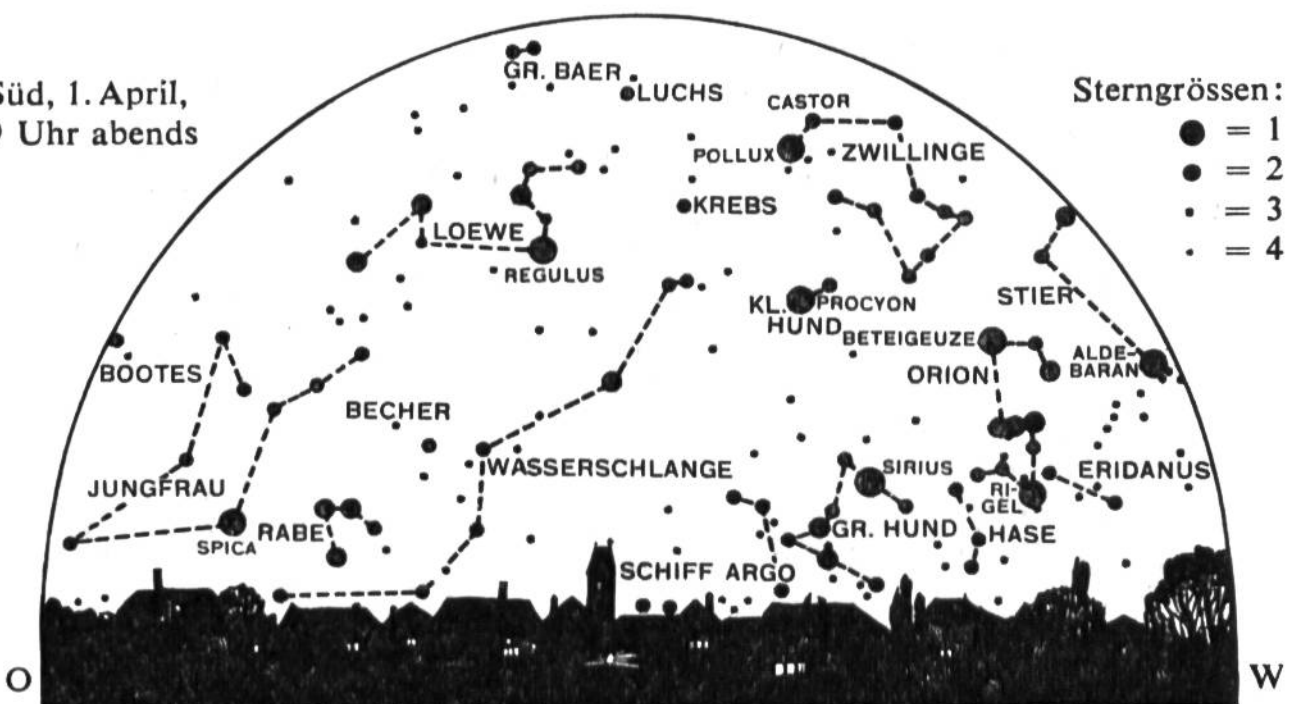 Süd, 1. April,
Uhr abends
Sterngrössen:
= 1
= 2
= 3
= 4
GR. BAER
LUCHS
CASTOR
POLLUX
ZWILLINGE
KREBS
LOEWE
REGULUS
STIER
KL. PROCYON
HUND
BETEIGEUZE
ALDE-
BARAN
ORION
BOOTES
BECHER
WASSERSCHLANGE
SIRIUS
ERIDANUS
JUNGFRAU
RI-
GEL
SPICA
RABE
GR. HUND
HASE
SCHIFF ARGO
O
W